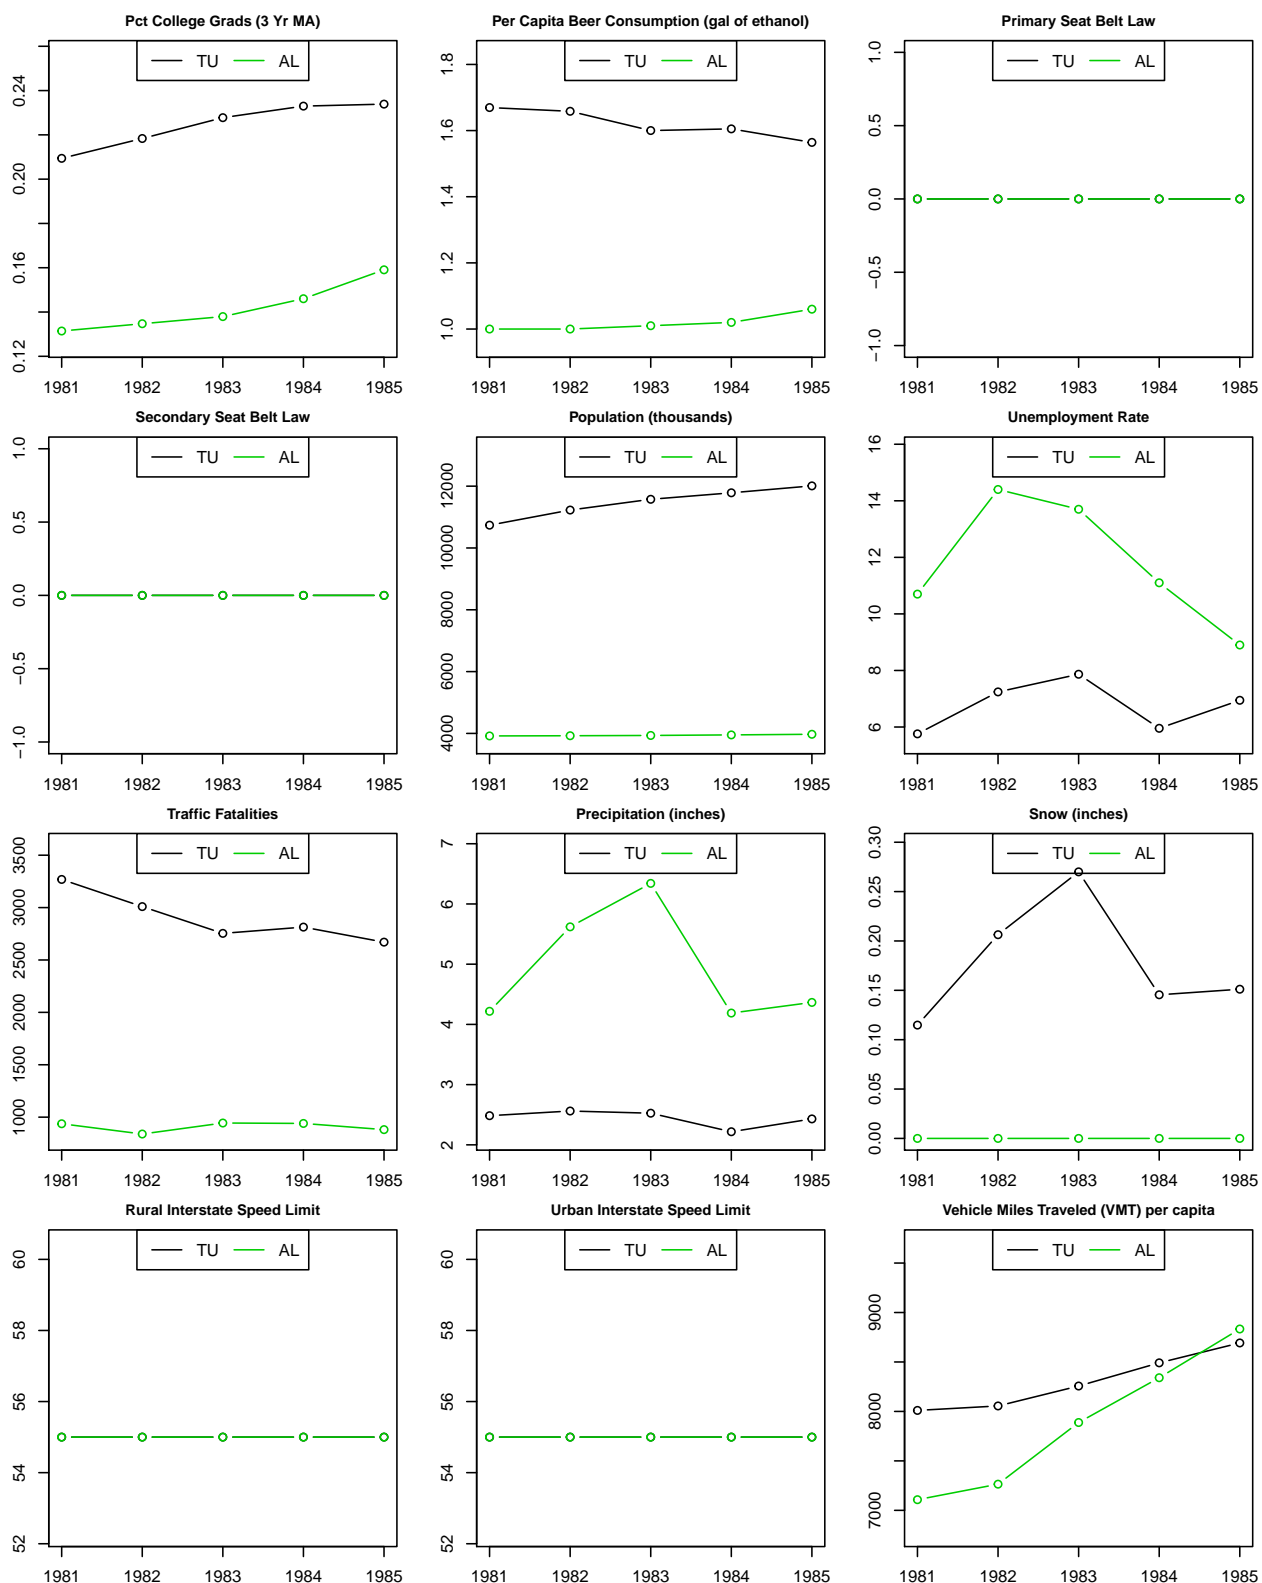 Pct College Grads (3 Yr MA)
TU AL
0.24
0.20
0.16
0.12
1981 1982 1983 1984 1985
Per Capita Beer Consumption (gal of ethanol)
TU AL
1.8
1.6
1.4
1.2
1.0
1981 1982 1983 1984 1985
Primary Seat Belt Law
TU AL
1.0
0.5
0.0
−0.5
−1.0
1981 1982 1983 1984 1985
Secondary Seat Belt Law
TU AL
1.0
0.5
0.0
−0.5
−1.0
1981 1982 1983 1984 1985
Population (thousands)
TU AL
12000
10000
8000
6000
4000
1981 1982 1983 1984 1985
Unemployment Rate
TU AL
16
14
12
10
8
6
1981 1982 1983 1984 1985
Traffic Fatalities
TU AL
3500
3000
2500
2000
1500
1000
1981 1982 1983 1984 1985
Precipitation (inches)
TU AL
7
6
5
4
3
2
1981 1982 1983 1984 1985
Snow (inches)
TU AL
0.30
0.25
0.20
0.15
0.10
0.05
0.00
1981 1982 1983 1984 1985
Rural Interstate Speed Limit
TU AL
60
58
56
54
52
1981 1982 1983 1984 1985
Urban Interstate Speed Limit
TU AL
60
58
56
54
52
1981 1982 1983 1984 1985
Vehicle Miles Traveled (VMT) per capita
TU AL
9000
8000
7000
1981 1982 1983 1984 1985